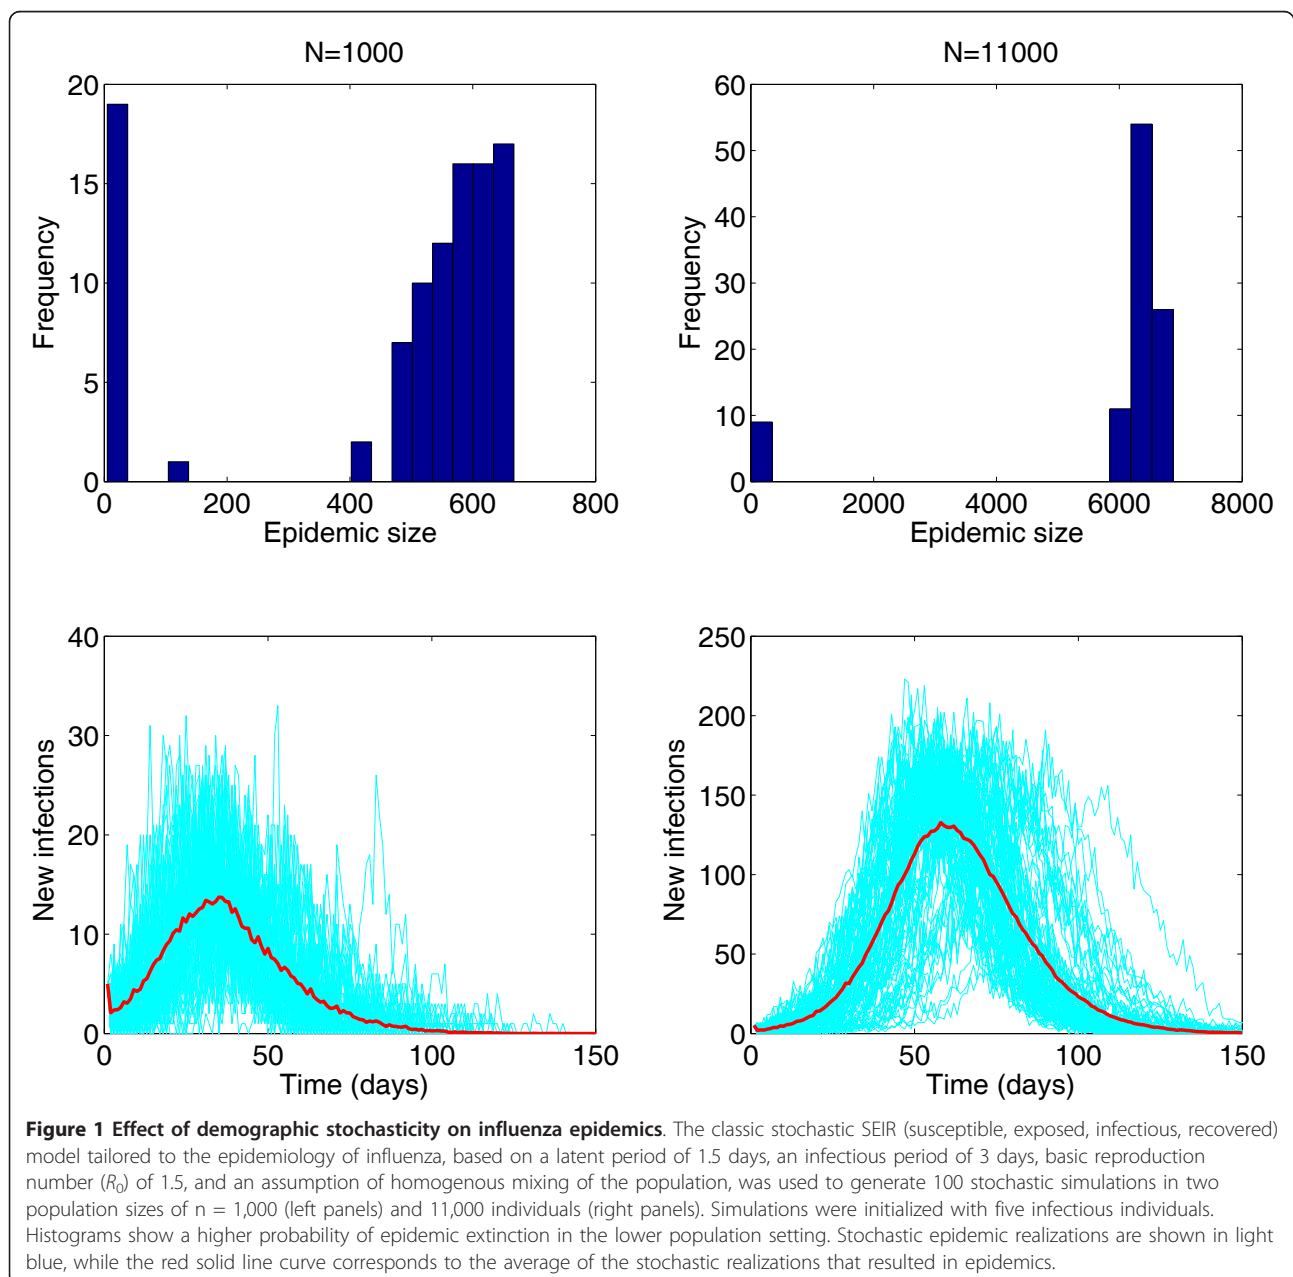 N=1000
20
15
10
5
0
Frequency
0 200 400 600 800
Epidemic size
N=11000
60
50
40
30
20
10
0
Frequency
0 2000 4000 6000 8000
Epidemic size
40
30
20
10
0
New infections
0 50 100 150
Time (days)
250
200
150
100
50
0
New infections
0 50 100 150
Time (days)
Figure 1 Effect of demographic stochasticity on influenza epidemics. The classic stochastic SEIR (susceptible, exposed, infectious, recovered)
model tailored to the epidemiology of influenza, based on a latent period of 1.5 days, an infectious period of 3 days, basic reproduction
number (R0) of 1.5, and an assumption of homogenous mixing of the population, was used to generate 100 stochastic simulations in two
population sizes of n = 1,000 (left panels) and 11,000 individuals (right panels). Simulations were initialized with five infectious individuals.
Histograms show a higher probability of epidemic extinction in the lower population setting. Stochastic epidemic realizations are shown in light
blue, while the red solid line curve corresponds to the average of the stochastic realizations that resulted in epidemics.